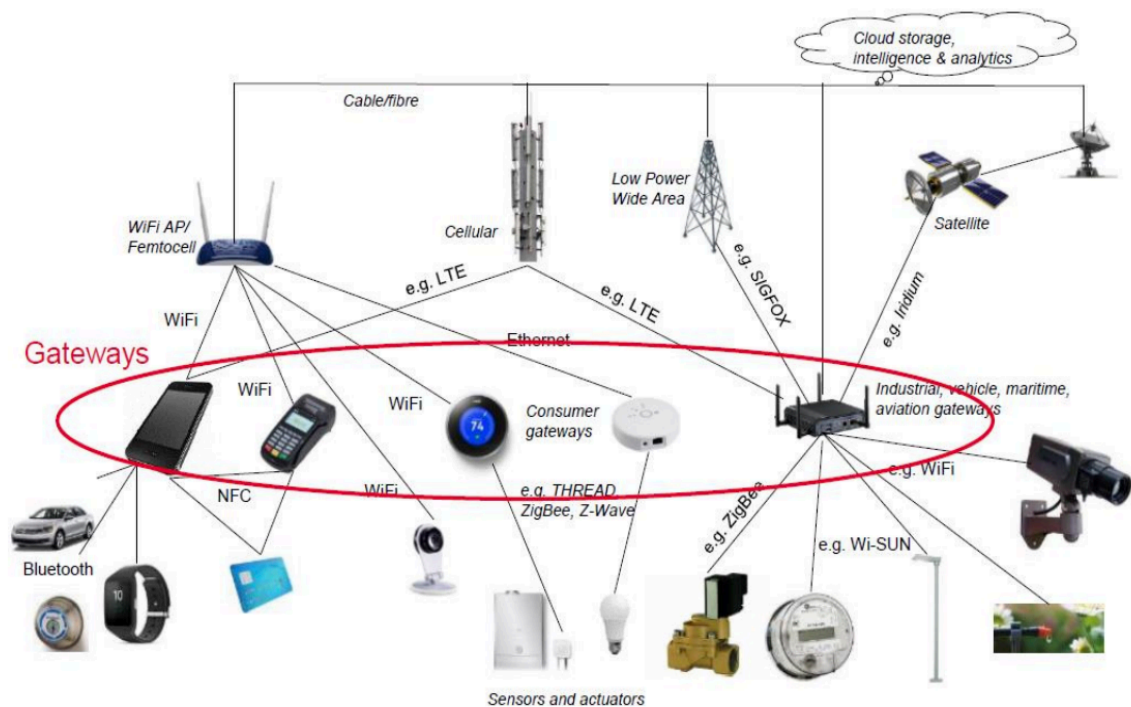 Cloud storage,
intelligence & analytics
Cable/fibre
WiFi AP/
Femtocell
Cellular
Low Power
Wide Area
Satellite
e.g. LTE
e.g. LTE
e.g. SIGFOX
e.g. Iridium
WiFi
Ethernet
Gateways
WiFi
WiFi
74
Consumer
gateways
Industrial, vehicle, maritime,
aviation gateways
NFC
WiFi
e.g. THREAD
ZigBee, Z-Wave
e.g. ZigBee
e.g. WiFi
e.g. Wi-SUN
Bluetooth
10
Sensors and actuators